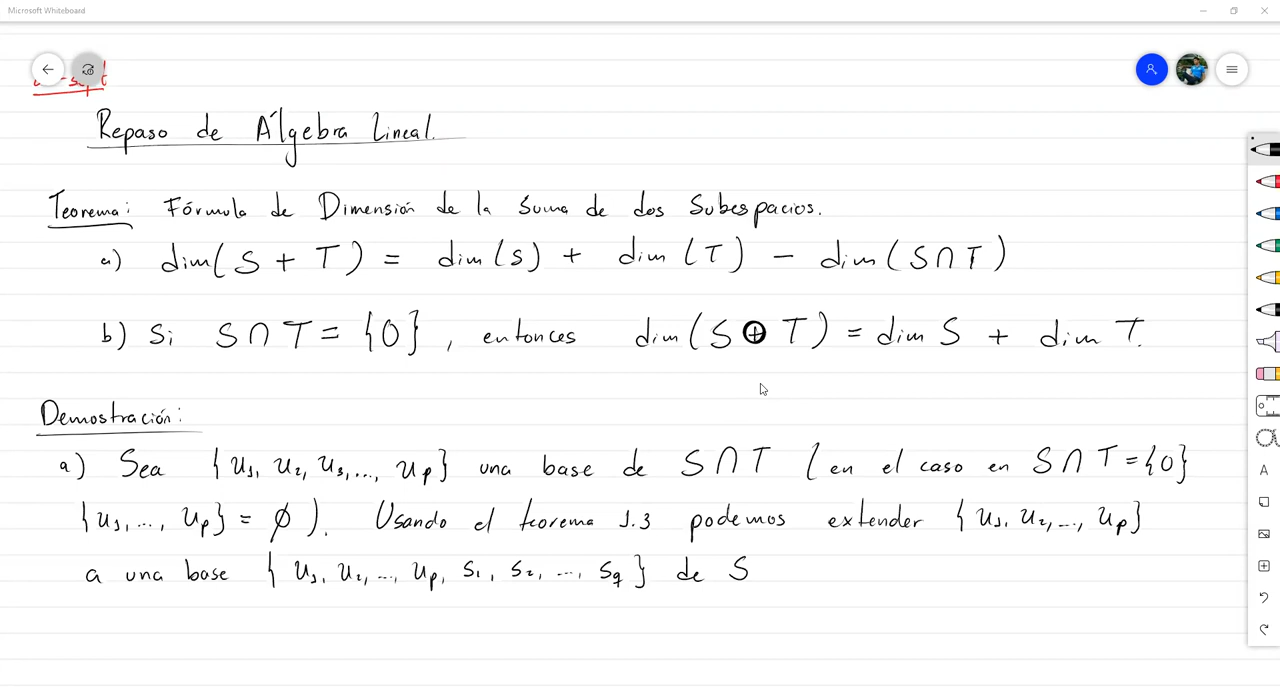 Microsoft Whiteboard
Repaso de Álgebra Lineal.
Teorema: Fórmula de Dimensión de la Suma de dos Subespacios.
a) dim(S + T) = dim(S) + dim(T) - dim(S∩T)
b) Si S∩T = {0}, entonces dim(S ⊕ T) = dim S + dim T.
Demostración:
a) Sea {u₁, u₂, u₃, ..., uₚ} una base de S∩T (en el caso en S∩T={0}
{u₁, ..., uₚ} = ∅). Usando el teorema 1.3 podemos extender {u₁, u₂, ..., uₚ}
a una base {u₁, u₂, ..., uₚ, s₁, s₂, ..., s_q} de S